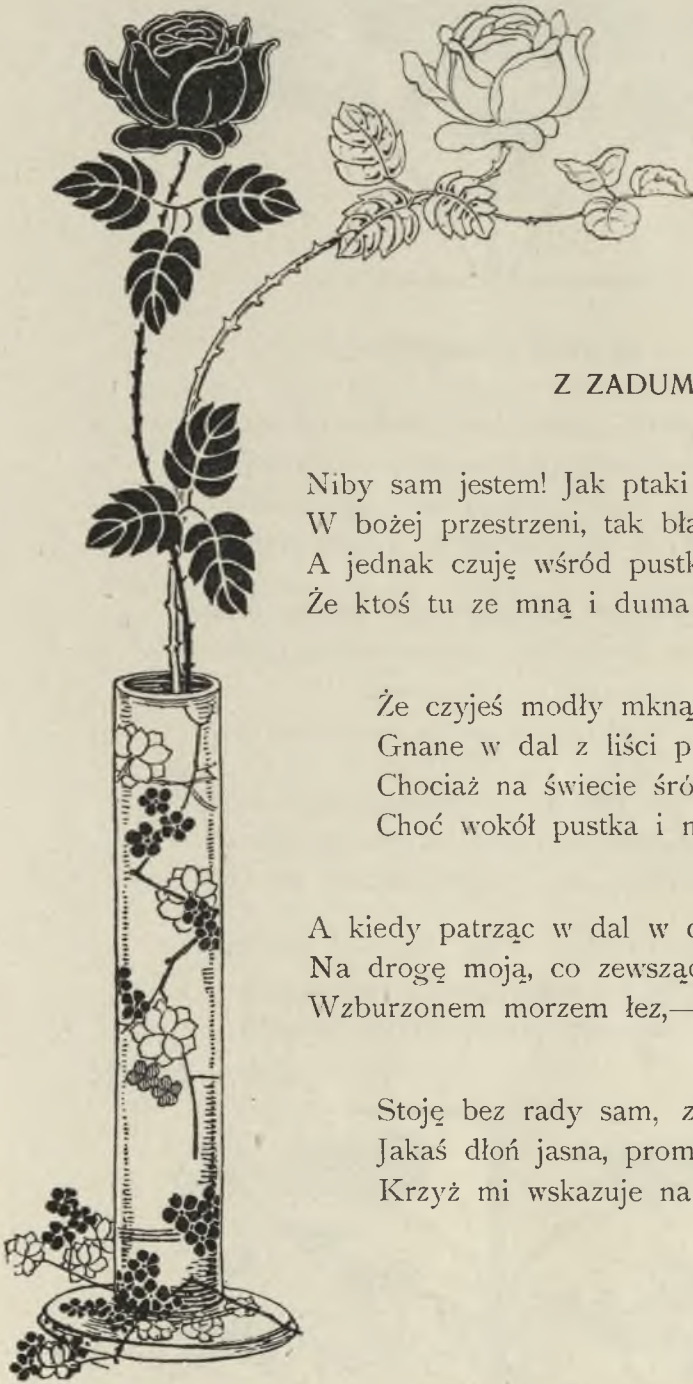 Z ZADUM
Niby sam jestem! Jak ptaki
W bożej przestrzeni, tak bła
A jednak czuję wśród pustk
Że ktoś tu ze mną i duma
Że czyjeś modły mkną
Gnane w dal z liści p
Chociaż na świecie śró
Choć wokół pustka i n
A kiedy patrząc w dal w
Na drogę moją, co zewsząd
Wzburzonem morzem łez,—
Stoję bez rady sam, z
Jakaś dłoń jasna, prom
Krzyż mi wskazuje na